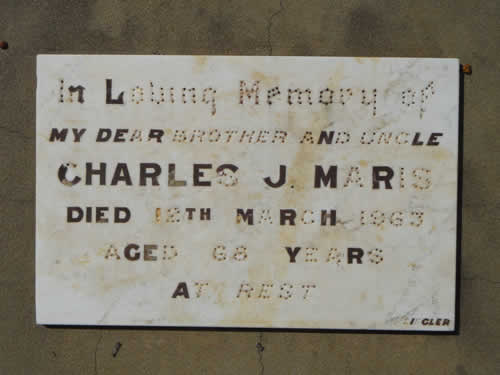 In Loving Memory of
MY DEAR BROTHER AND UNCLE
CHARLES J. MARIS
DIED 12TH MARCH 1963
AGED 68 YEARS
AT REST